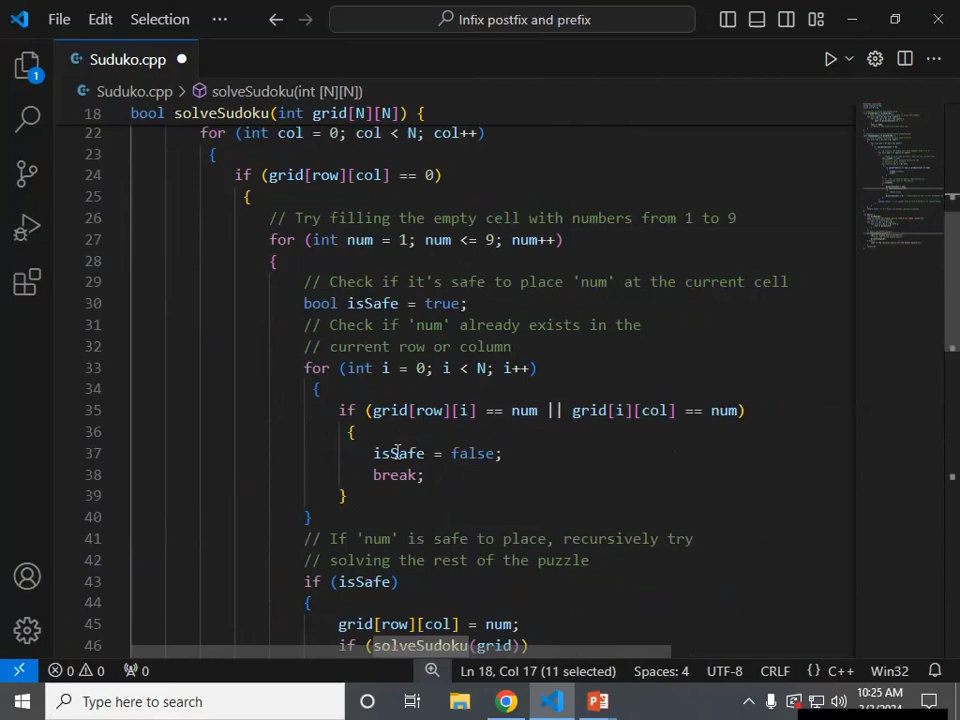 File Edit Selection ··· Infix postfix and prefix
Suduko.cpp
Suduko.cpp > solveSudoku(int [N][N])
18 bool solveSudoku(int grid[N][N]) {
22 for (int col = 0; col < N; col++)
23 {
24 if (grid[row][col] == 0)
25 {
26 // Try filling the empty cell with numbers from 1 to 9
27 for (int num = 1; num <= 9; num++)
28 {
29 // Check if it's safe to place 'num' at the current cell
30 bool isSafe = true;
31 // Check if 'num' already exists in the
32 // current row or column
33 for (int i = 0; i < N; i++)
34 {
35 if (grid[row][i] == num || grid[i][col] == num)
36 {
37 isSafe = false;
38 break;
39 }
40 }
41 // If 'num' is safe to place, recursively try
42 // solving the rest of the puzzle
43 if (isSafe)
44 {
45 grid[row][col] = num;
46 if (solveSudoku(grid))
1
0 0 0 Ln 18, Col 17 (11 selected) Spaces: 4 UTF-8 CRLF {} C++ Win32
Type here to search
10:25 AM